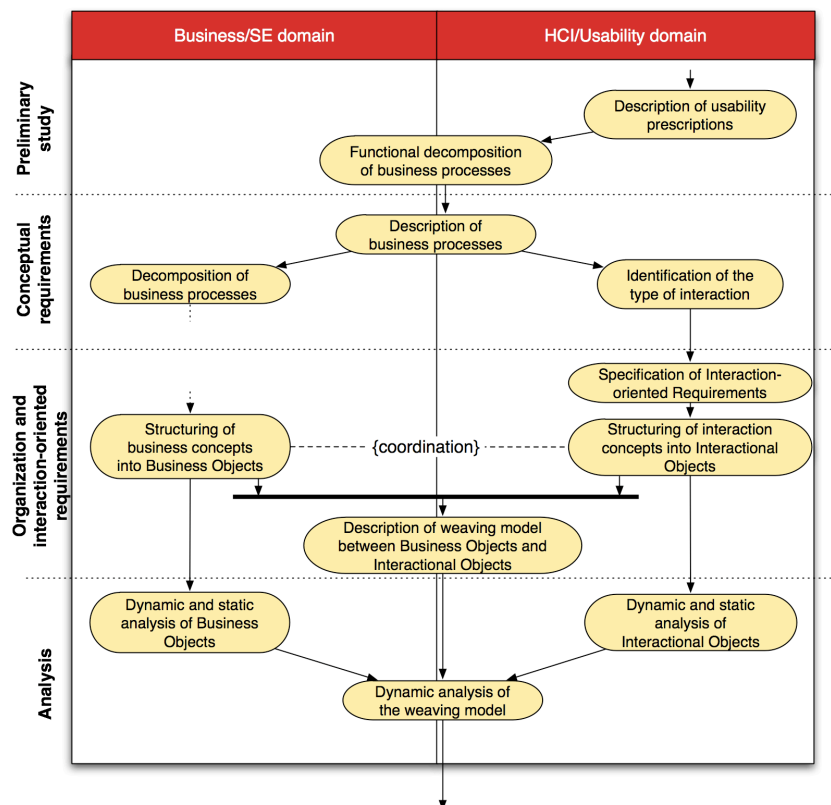 Business/SE domain
HCI/Usability domain
Preliminary
study
Description of usability
prescriptions
Functional decomposition
of business processes
Conceptual
requirements
Description of
business processes
Decomposition of
business processes
Identification of the
type of interaction
Organization and
interaction-oriented
requirements
Specification of Interaction-
oriented Requirements
Structuring of
business concepts
into Business Objects
{coordination}
Structuring of interaction
concepts into Interactional
Objects
Description of weaving model
between Business Objects and
Interactional Objects
Analysis
Dynamic and static
analysis of Business
Objects
Dynamic and static
analysis of
Interactional Objects
Dynamic analysis of
the weaving model